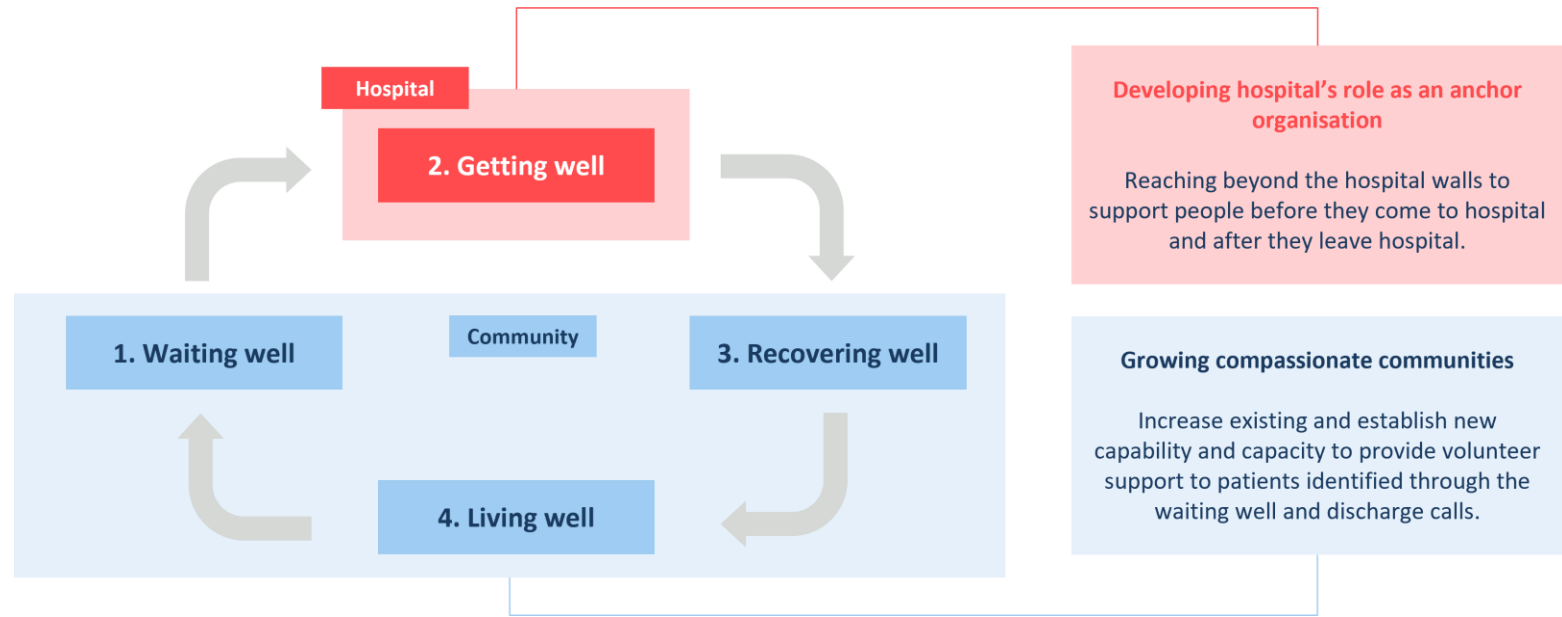 Hospital
2. Getting well
1. Waiting well
Community
3. Recovering well
4. Living well
Developing hospital’s role as an anchor
organisation
Reaching beyond the hospital walls to
support people before they come to hospital
and after they leave hospital.
Growing compassionate communities
Increase existing and establish new
capability and capacity to provide volunteer
support to patients identified through the
waiting well and discharge calls.